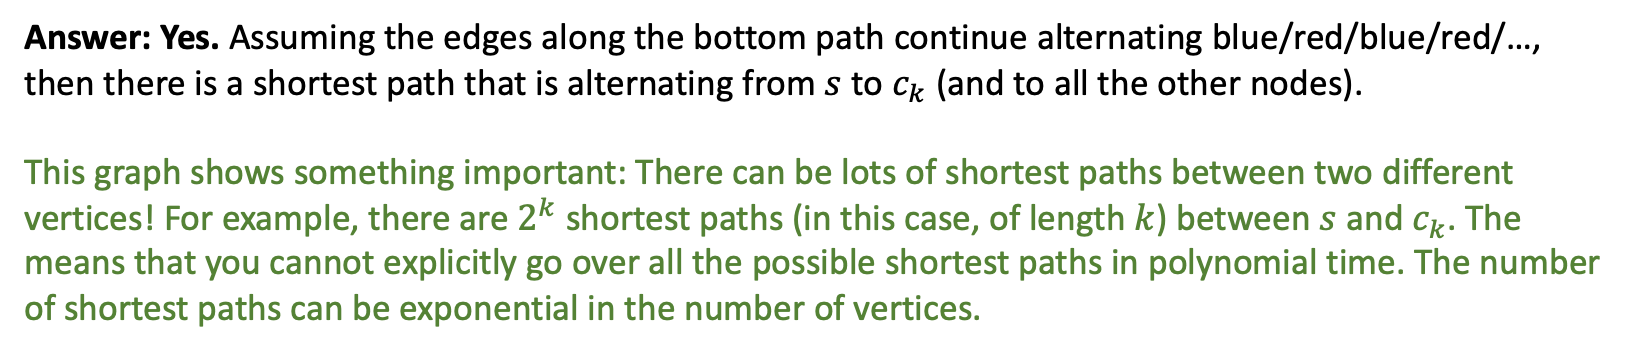 Answer: Yes. Assuming the edges along the bottom path continue alternating blue/red/blue/red/…,
then there is a shortest path that is alternating from s to cₖ (and to all the other nodes).
This graph shows something important: There can be lots of shortest paths between two different
vertices! For example, there are 2ᵏ shortest paths (in this case, of length k) between s and cₖ. The
means that you cannot explicitly go over all the possible shortest paths in polynomial time. The number
of shortest paths can be exponential in the number of vertices.